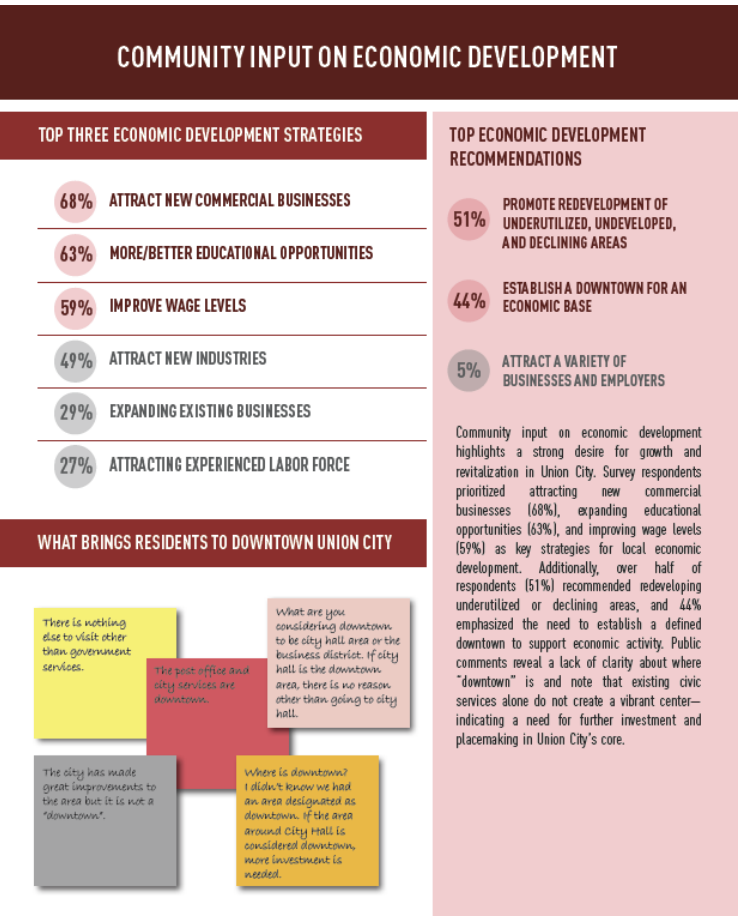 COMMUNITY INPUT ON ECONOMIC DEVELOPMENT
TOP THREE ECONOMIC DEVELOPMENT STRATEGIES
68% ATTRACT NEW COMMERCIAL BUSINESSES
63% MORE/BETTER EDUCATIONAL OPPORTUNITIES
59% IMPROVE WAGE LEVELS
49% ATTRACT NEW INDUSTRIES
29% EXPANDING EXISTING BUSINESSES
27% ATTRACTING EXPERIENCED LABOR FORCE
WHAT BRINGS RESIDENTS TO DOWNTOWN UNION CITY
There is nothing
else to visit other
than government
services.
The post office and
city services are
downtown.
What are you
considering downtown
to be city hall area or the
business district. If city
hall is the downtown
area, there is no reason
other than going to city
hall.
The city has made
great improvements to
the area but it is not a
"downtown".
Where is downtown?
I didn't know we had
an area designated as
downtown. If the area
around City Hall is
considered downtown,
more investment is
needed.
TOP ECONOMIC DEVELOPMENT
RECOMMENDATIONS
51%
PROMOTE REDEVELOPMENT OF
UNDERUTILIZED, UNDEVELOPED,
AND DECLINING AREAS
44%
ESTABLISH A DOWNTOWN FOR AN
ECONOMIC BASE
5%
ATTRACT A VARIETY OF
BUSINESSES AND EMPLOYERS
Community input on economic development
highlights a strong desire for growth and
revitalization in Union City. Survey respondents
prioritized attracting new commercial
businesses (68%), expanding educational
opportunities (63%), and improving wage levels
(59%) as key strategies for local economic
development. Additionally, over half of
respondents (51%) recommended redeveloping
underutilized or declining areas, and 44%
emphasized the need to establish a defined
downtown to support economic activity. Public
comments reveal a lack of clarity about where
"downtown" is and note that existing civic
services alone do not create a vibrant center—
indicating a need for further investment and
placemaking in Union City's core.